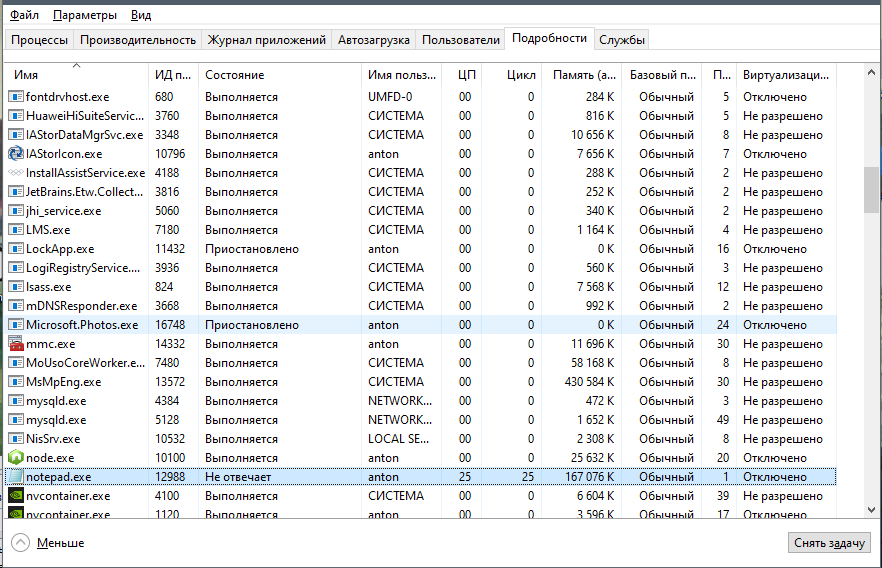 Файл Параметры Вид
Процессы Производительность Журнал приложений Автозагрузка Пользователи Подробности Службы
Имя ИД п... Состояние Имя польз... ЦП Цикл Память (а... Базовый п... П... Виртуализаци...
fontdrvhost.exe 680 Выполняется UMFD-0 00 0 284 K Обычный 5 Отключено
HuaweiHiSuiteServic... 3760 Выполняется СИСТЕМА 00 0 816 K Обычный 5 Не разрешено
IAStorDataMgrSvc.exe 3348 Выполняется СИСТЕМА 00 0 10 656 K Обычный 8 Не разрешено
IAStorIcon.exe 10796 Выполняется anton 00 0 7 656 K Обычный 7 Отключено
InstallAssistService.exe 4188 Выполняется СИСТЕМА 00 0 288 K Обычный 2 Не разрешено
JetBrains.Etw.Collect... 3816 Выполняется СИСТЕМА 00 0 252 K Обычный 2 Не разрешено
jhi_service.exe 5060 Выполняется СИСТЕМА 00 0 340 K Обычный 2 Не разрешено
LMS.exe 7180 Выполняется СИСТЕМА 00 0 1 164 K Обычный 4 Не разрешено
LockApp.exe 11432 Приостановлено anton 00 0 0 K Обычный 16 Отключено
LogiRegistryService.... 3936 Выполняется СИСТЕМА 00 0 560 K Обычный 3 Не разрешено
lsass.exe 824 Выполняется СИСТЕМА 00 0 7 568 K Обычный 12 Не разрешено
mDNSResponder.exe 3668 Выполняется СИСТЕМА 00 0 992 K Обычный 2 Не разрешено
Microsoft.Photos.exe 16748 Приостановлено anton 00 0 0 K Обычный 24 Отключено
mmc.exe 14332 Выполняется anton 00 0 11 696 K Обычный 30 Не разрешено
MoUsoCoreWorker.e... 7480 Выполняется СИСТЕМА 00 0 58 168 K Обычный 8 Не разрешено
MsMpEng.exe 13572 Выполняется СИСТЕМА 00 0 430 584 K Обычный 30 Не разрешено
mysqld.exe 4384 Выполняется NETWORK... 00 0 472 K Обычный 3 Не разрешено
mysqld.exe 5128 Выполняется NETWORK... 00 0 1 652 K Обычный 49 Не разрешено
NisSrv.exe 10532 Выполняется LOCAL SE... 00 0 2 308 K Обычный 8 Не разрешено
node.exe 10100 Выполняется anton 00 0 25 632 K Обычный 20 Отключено
notepad.exe 12988 Не отвечает anton 25 25 167 076 K Обычный 1 Отключено
nvcontainer.exe 4100 Выполняется СИСТЕМА 00 0 6 604 K Обычный 39 Не разрешено
nvcontainer.exe 1120 Выполняется anton 00 0 3 596 K Обычный 17 Отключено
Меньше Снять задачу